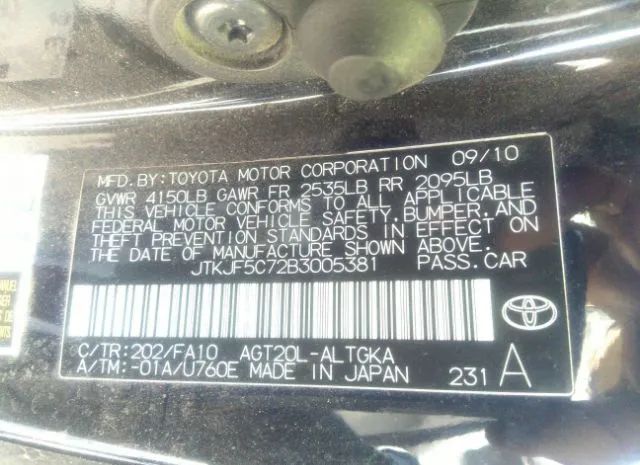 MFD.BY:TOYOTA MOTOR CORPORATION 09/10
GVWR 4150LB GAWR FR 2535LB RR 2095LB
THIS VEHICLE CONFORMS TO ALL APPLICABLE
FEDERAL MOTOR VEHICLE SAFETY,BUMPER,AND
THEFT PREVENTION STANDARDS IN EFFECT ON
THE DATE OF MANUFACTURE SHOWN ABOVE.
JTKJF5C72B3005381 PASS.CAR
C/TR:202/FA10 AGT20L-ALTGKA
A/TM:-01A/U760E MADE IN JAPAN 231 A